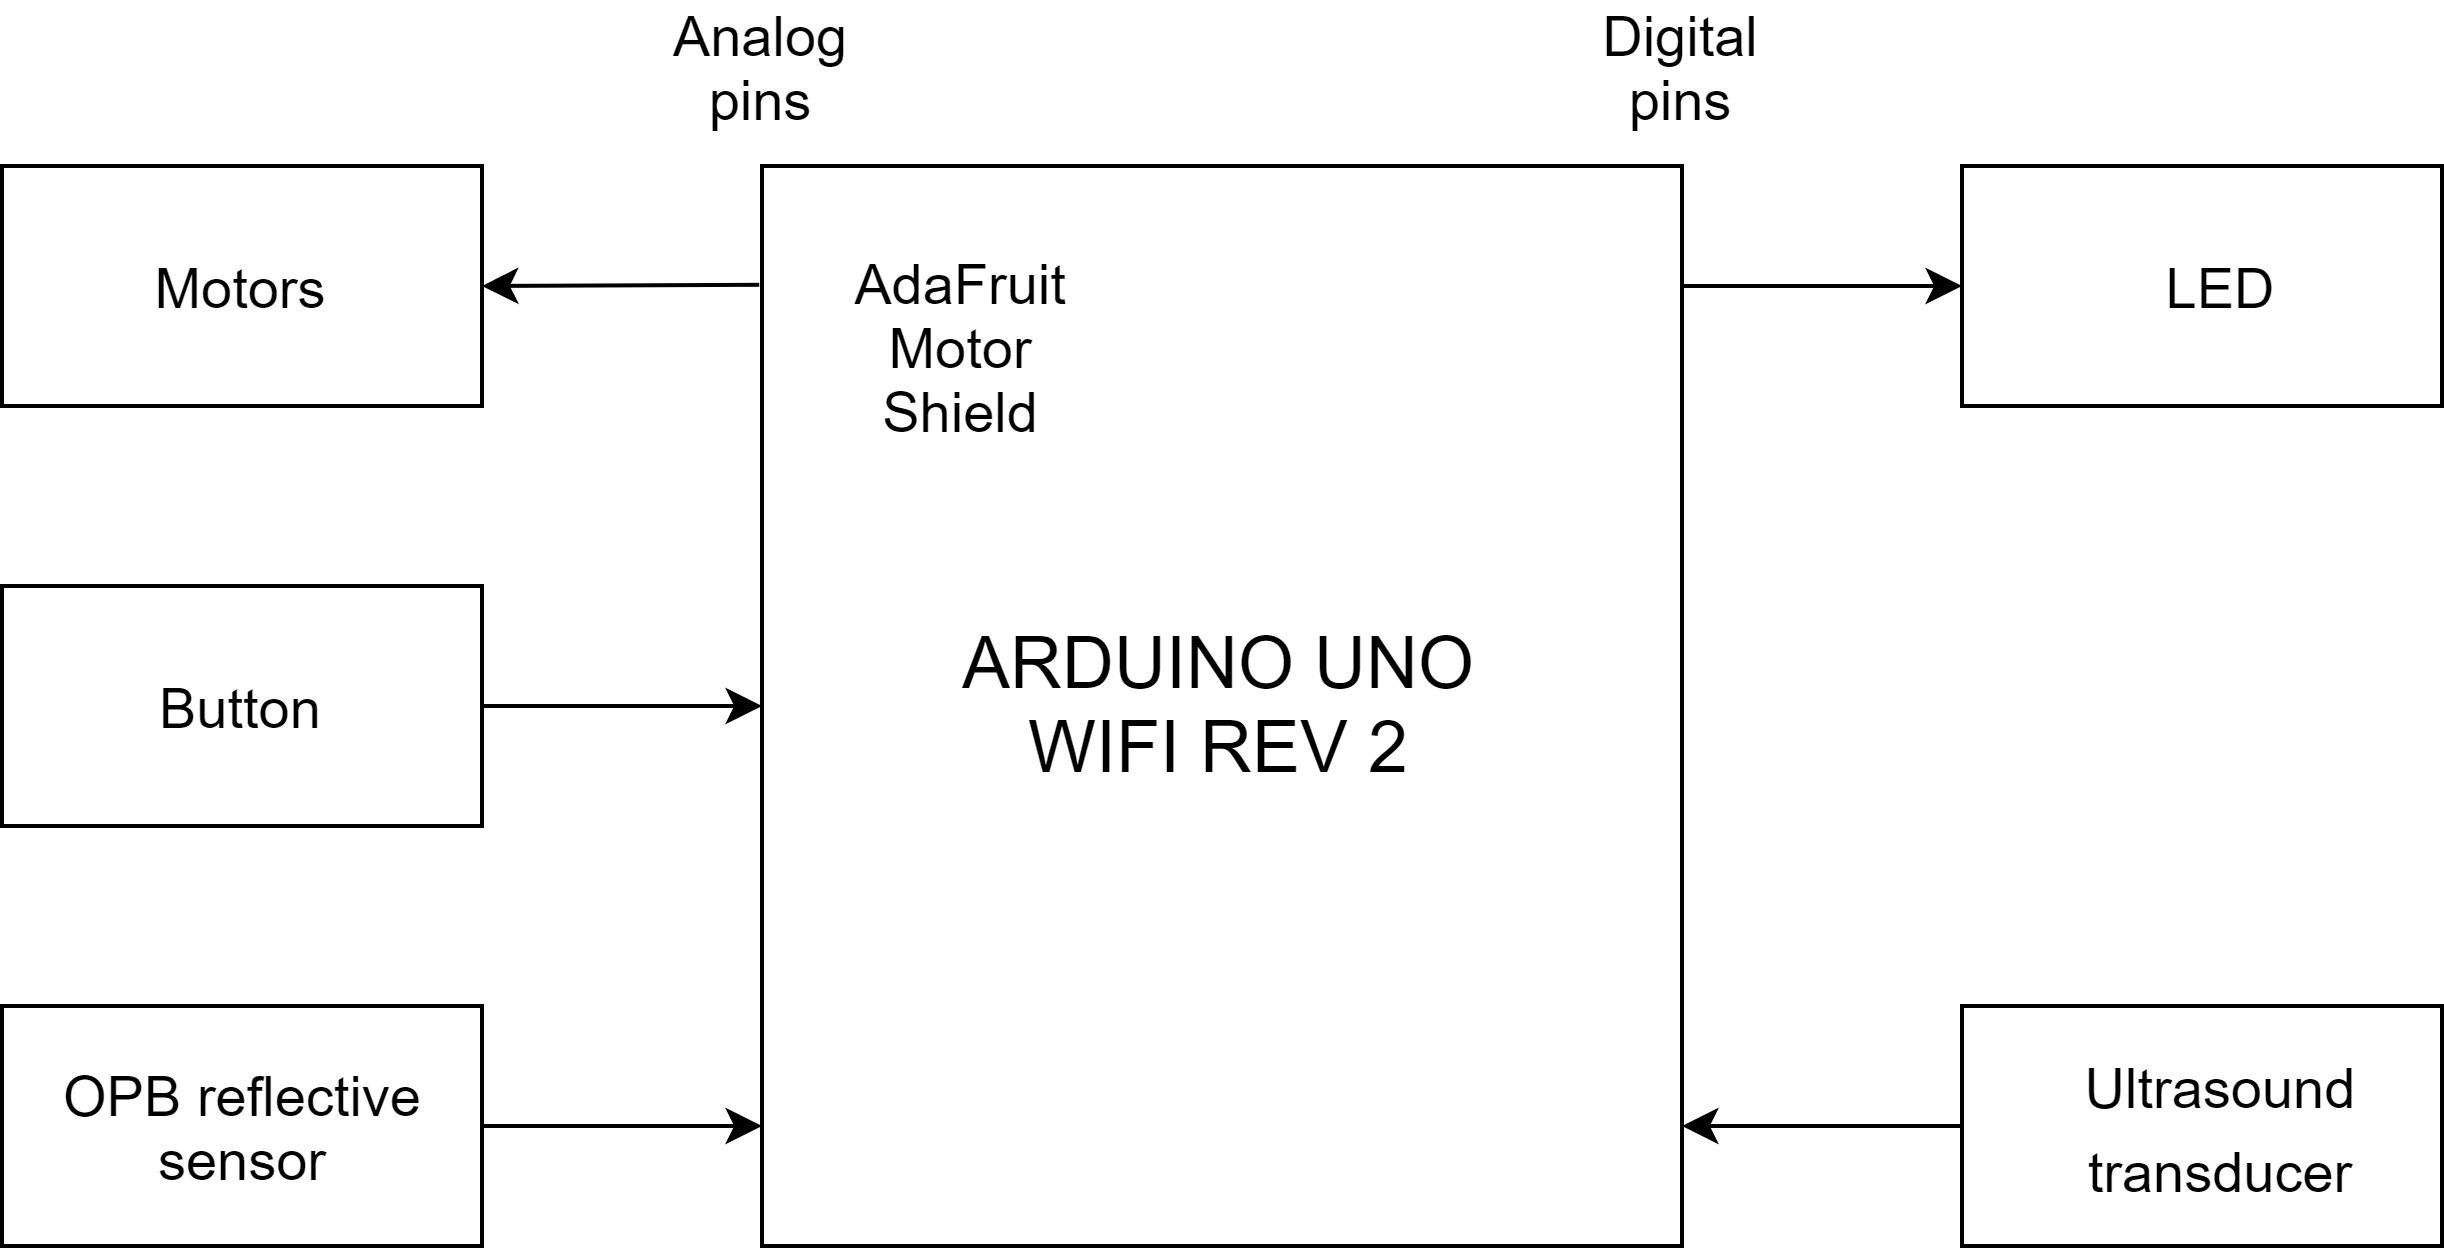 Analog
pins
Digital
pins
Motors
AdaFruit
Motor
Shield
LED
Button
ARDUINO UNO
WIFI REV 2
OPB reflective
sensor
Ultrasound
transducer